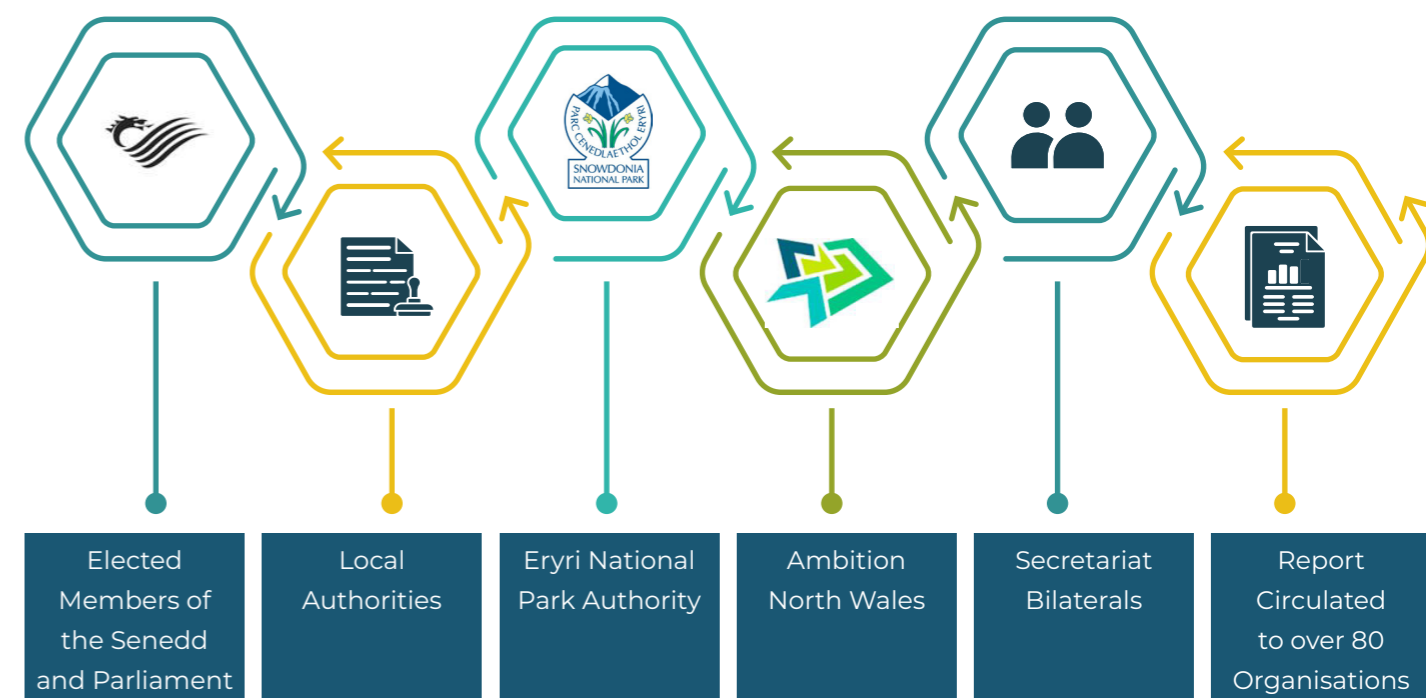 PARC CENEDLAETHOL ERYRI
SNOWDONIA
NATIONAL PARK
Elected
Members of
the Senedd
and Parliament
Local
Authorities
Eryri National
Park Authority
Ambition
North Wales
Secretariat
Bilaterals
Report
Circulated
to over 80
Organisations